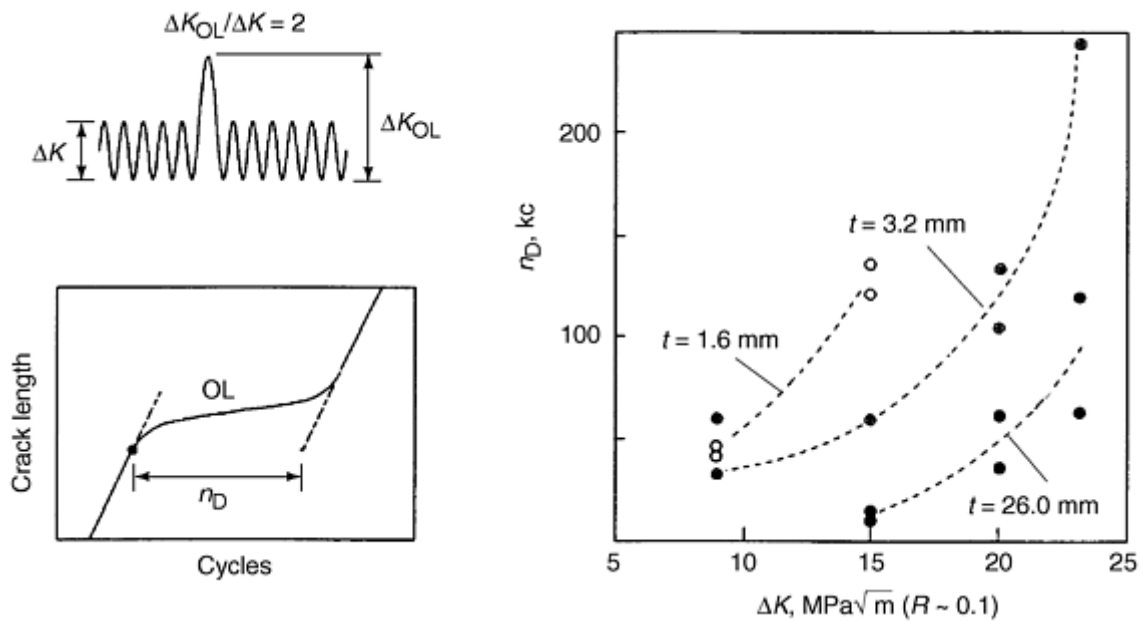 ΔK_OL/ΔK = 2
ΔK
ΔK_OL
Crack length
OL
n_D
Cycles
n_D, kc
200
100
t = 3.2 mm
t = 1.6 mm
t = 26.0 mm
5
10
15
20
25
ΔK, MPa√m (R ~ 0.1)